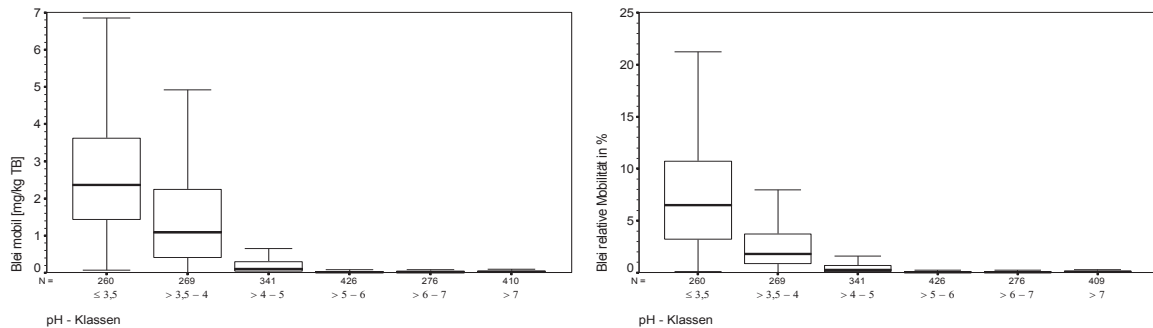 7
6
5
4
3
2
1
0
Blei mobil [mg/kg TB]
N = 260 269 341 426 276 410
≤ 3,5 > 3,5 – 4 > 4 – 5 > 5 – 6 > 6 – 7 > 7
pH - Klassen
25
20
15
10
5
0
Blei relative Mobilität in %
N = 260 269 341 426 276 409
≤ 3,5 > 3,5 – 4 > 4 – 5 > 5 – 6 > 6 – 7 > 7
pH - Klassen